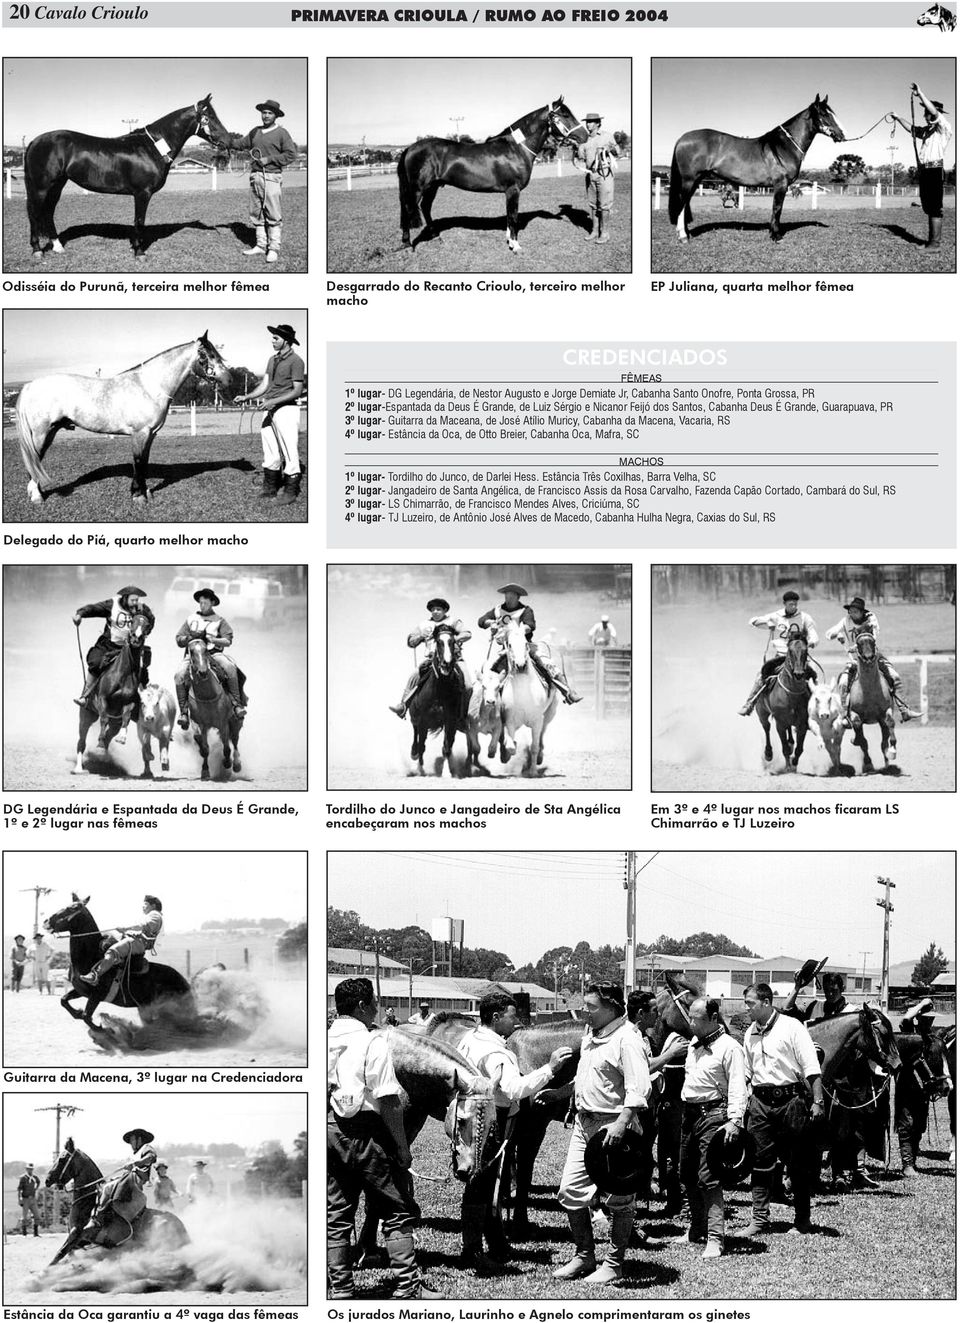 20 Cavalo Crioulo
PRIMAVERA CRIOULA / RUMO AO FREIO 2004
Odisséia do Purunã, terceira melhor fêmea
Desgarrado do Recanto Crioulo, terceiro melhor
macho
EP Juliana, quarta melhor fêmea
Delegado do Piá, quarto melhor macho
CREDENCIADOS
FÊMEAS
1º lugar- DG Legendária, de Nestor Augusto e Jorge Demiate Jr, Cabanha Santo Onofre, Ponta Grossa, PR
2º lugar-Espantada da Deus É Grande, de Luiz Sérgio e Nicanor Feijó dos Santos, Cabanha Deus É Grande, Guarapuava, PR
3º lugar- Guitarra da Maceana, de José Atílio Muricy, Cabanha da Macena, Vacaria, RS
4º lugar- Estância da Oca, de Otto Breier, Cabanha Oca, Mafra, SC
MACHOS
1º lugar- Tordilho do Junco, de Darlei Hess. Estância Três Coxilhas, Barra Velha, SC
2º lugar- Jangadeiro de Santa Angélica, de Francisco Assis da Rosa Carvalho, Fazenda Capão Cortado, Cambará do Sul, RS
3º lugar- LS Chimarrão, de Francisco Mendes Alves, Criciúma, SC
4º lugar- TJ Luzeiro, de Antônio José Alves de Macedo, Cabanha Hulha Negra, Caxias do Sul, RS
DG Legendária e Espantada da Deus É Grande,
1º e 2º lugar nas fêmeas
Tordilho do Junco e Jangadeiro de Sta Angélica
encabeçaram nos machos
Em 3º e 4º lugar nos machos ficaram LS
Chimarrão e TJ Luzeiro
Guitarra da Macena, 3º lugar na Credenciadora
Estância da Oca garantiu a 4ª vaga das fêmeas
Os jurados Mariano, Laurinho e Agnelo comprimentaram os ginetes